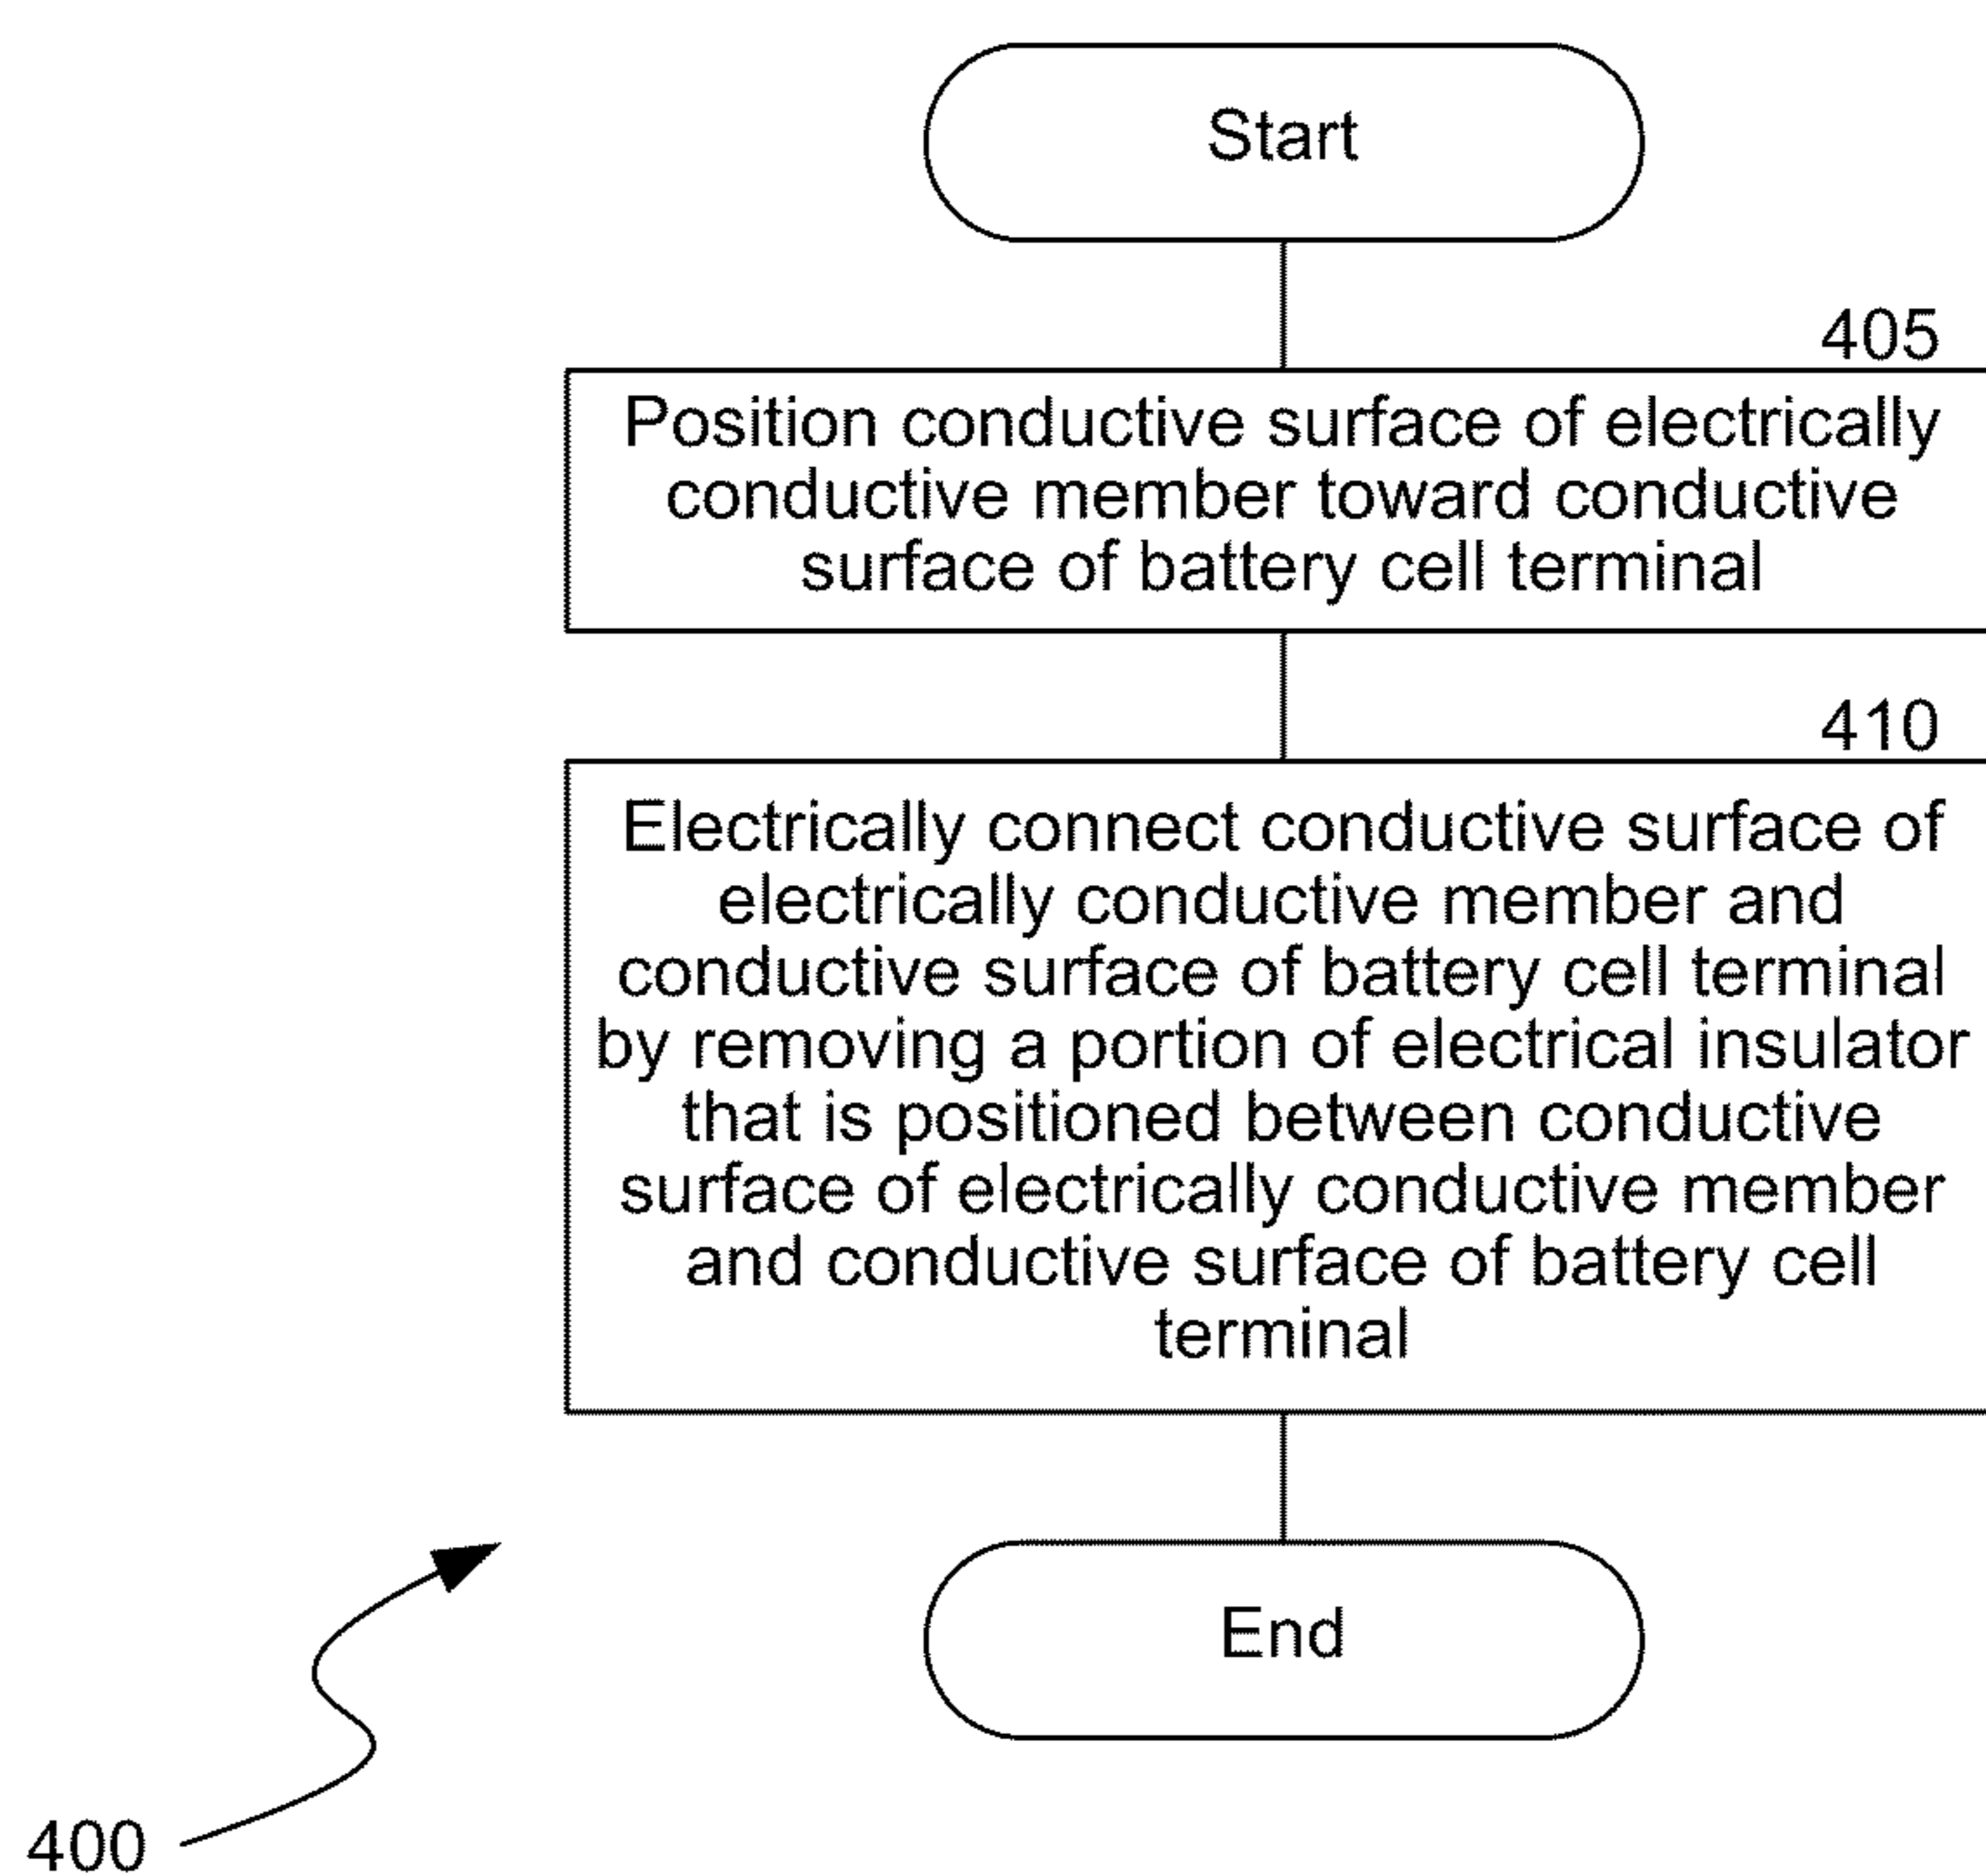 Start
405
Position conductive surface of electrically
conductive member toward conductive
surface of battery cell terminal
410
Electrically connect conductive surface of
electrically conductive member and
conductive surface of battery cell terminal
by removing a portion of electrical insulator
that is positioned between conductive
surface of electrically conductive member
and conductive surface of battery cell
terminal
End
400